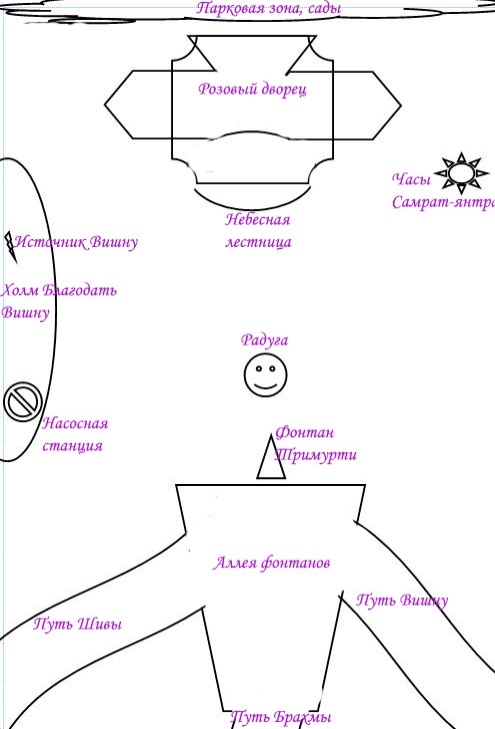 Парковая зона, сады
Розовый дворец
Часы
Самрат-янтра
Небесная
лестница
Источник Вишну
Холм Благодать
Вишну
Радуга
Насосная
станция
Фонтан
Тримурти
Аллея фонтанов
Путь Вишну
Путь Шивы
Путь Брахмы